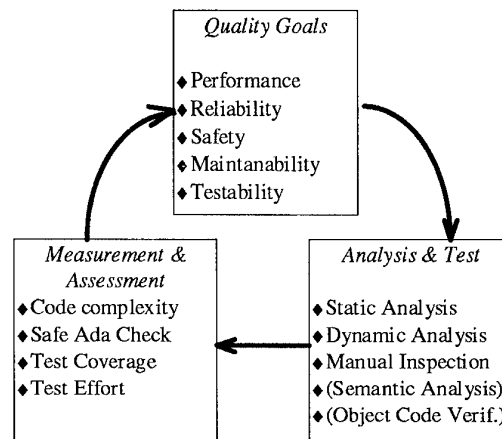 Quality Goals
♦Performance
♦Reliability
♦Safety
♦Maintanability
♦Testability
Measurement &
Assessment
♦Code complexity
♦Safe Ada Check
♦Test Coverage
♦Test Effort
Analysis & Test
♦Static Analysis
♦Dynamic Analysis
♦Manual Inspection
♦(Semantic Analysis)
♦(Object Code Verif.)